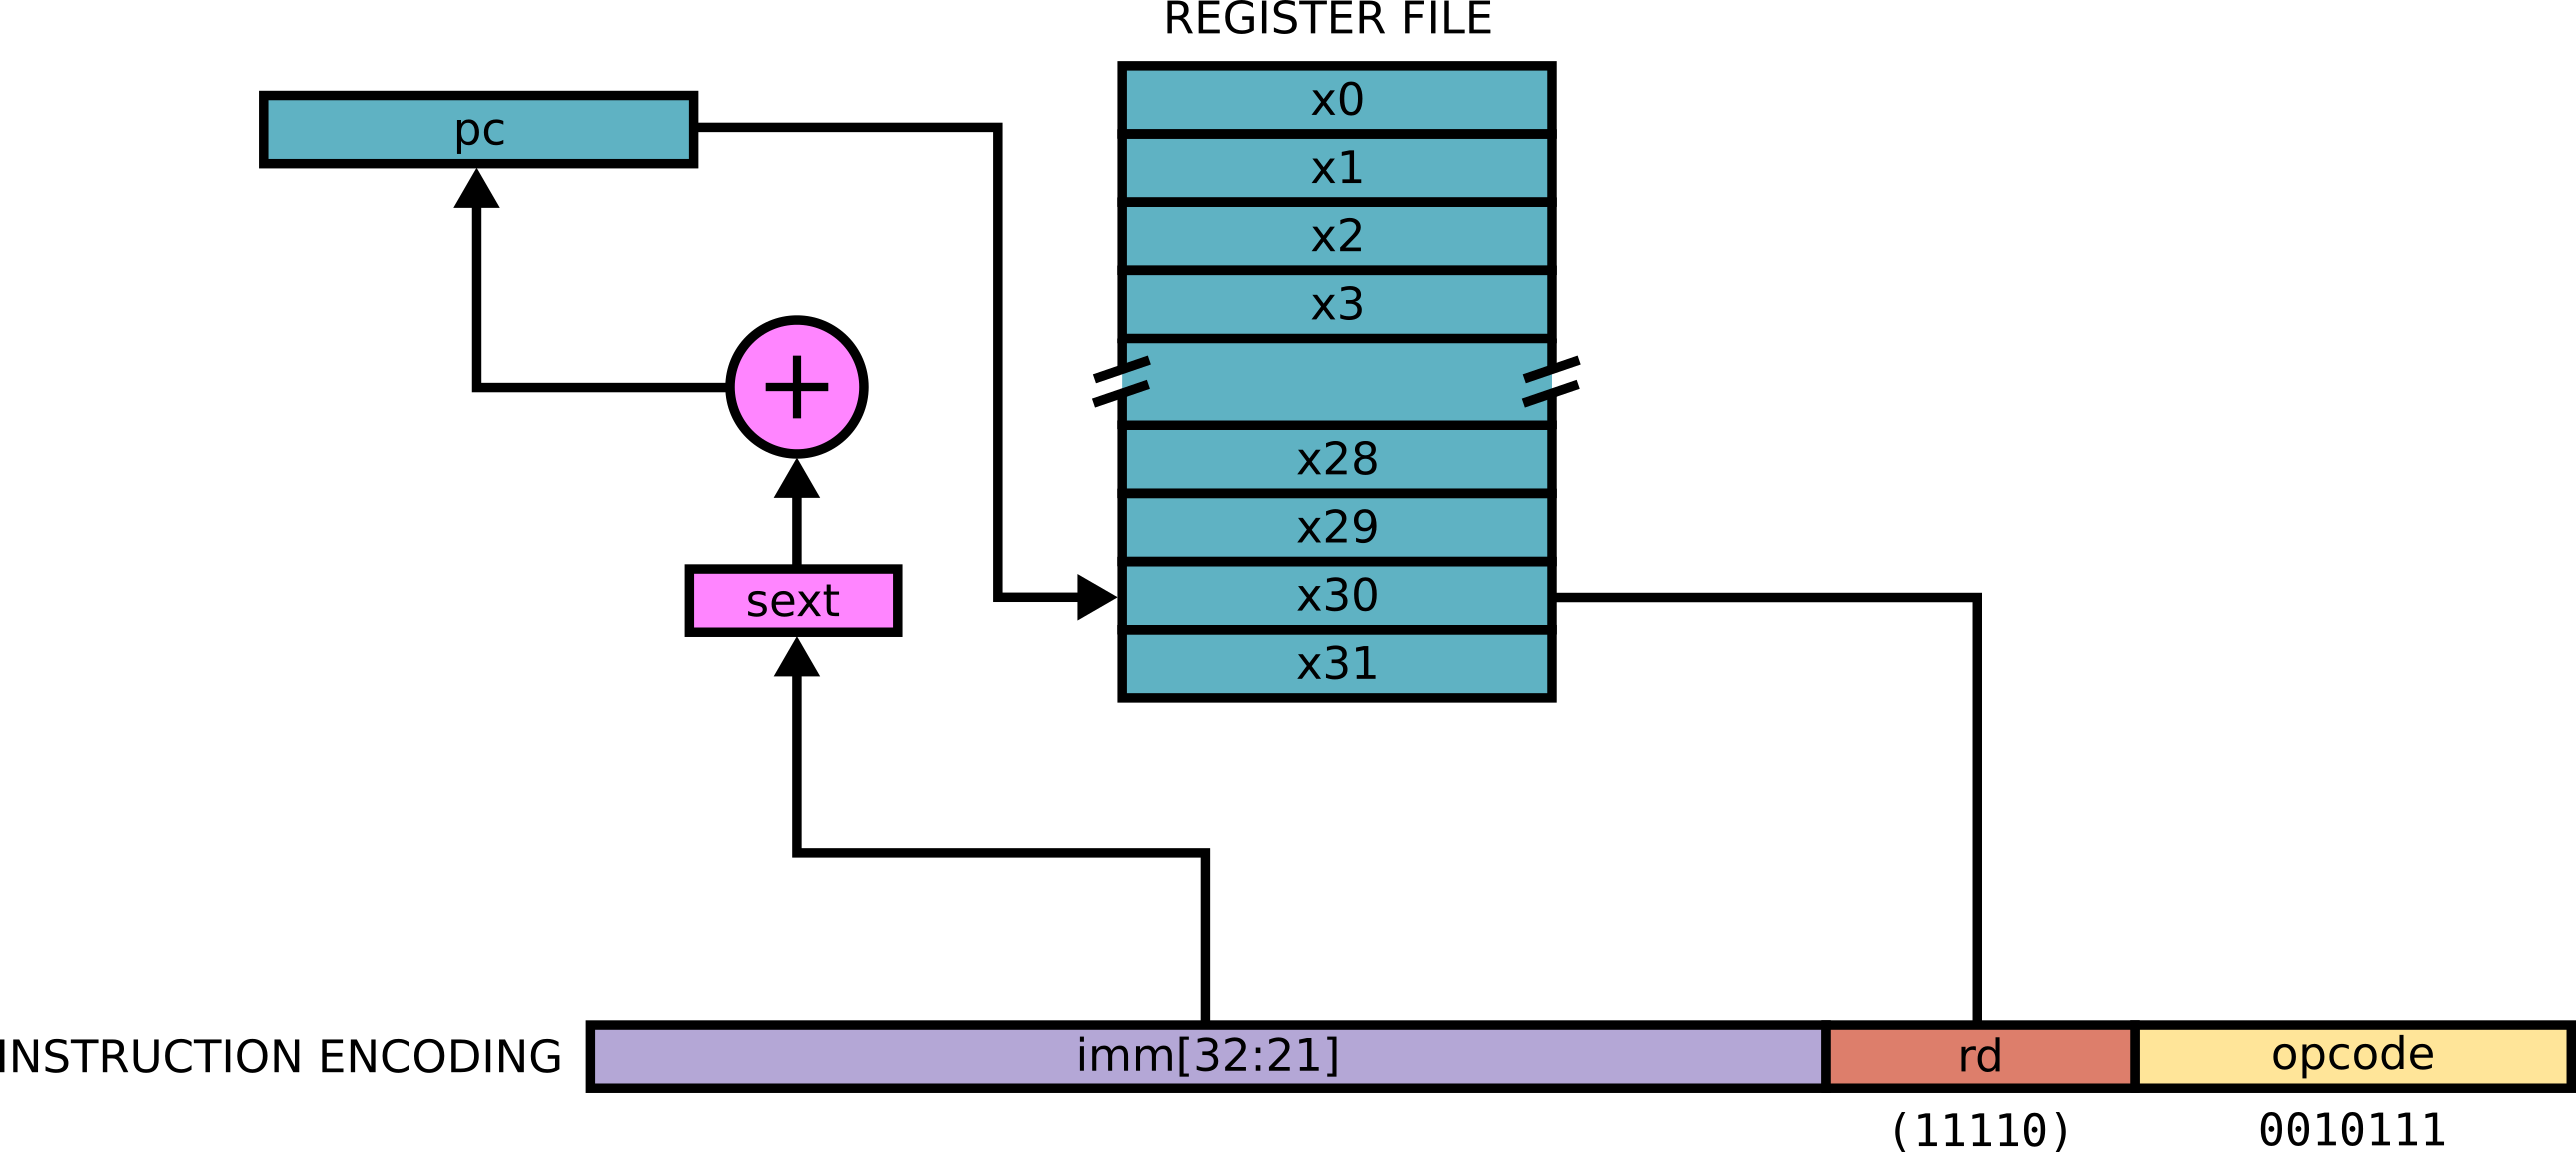 REGISTER FILE
pc
x0
x1
x2
x3
+
x28
x29
sext
x30
x31
INSTRUCTION ENCODING
imm[32:21]
rd
opcode
(11110)
0010111